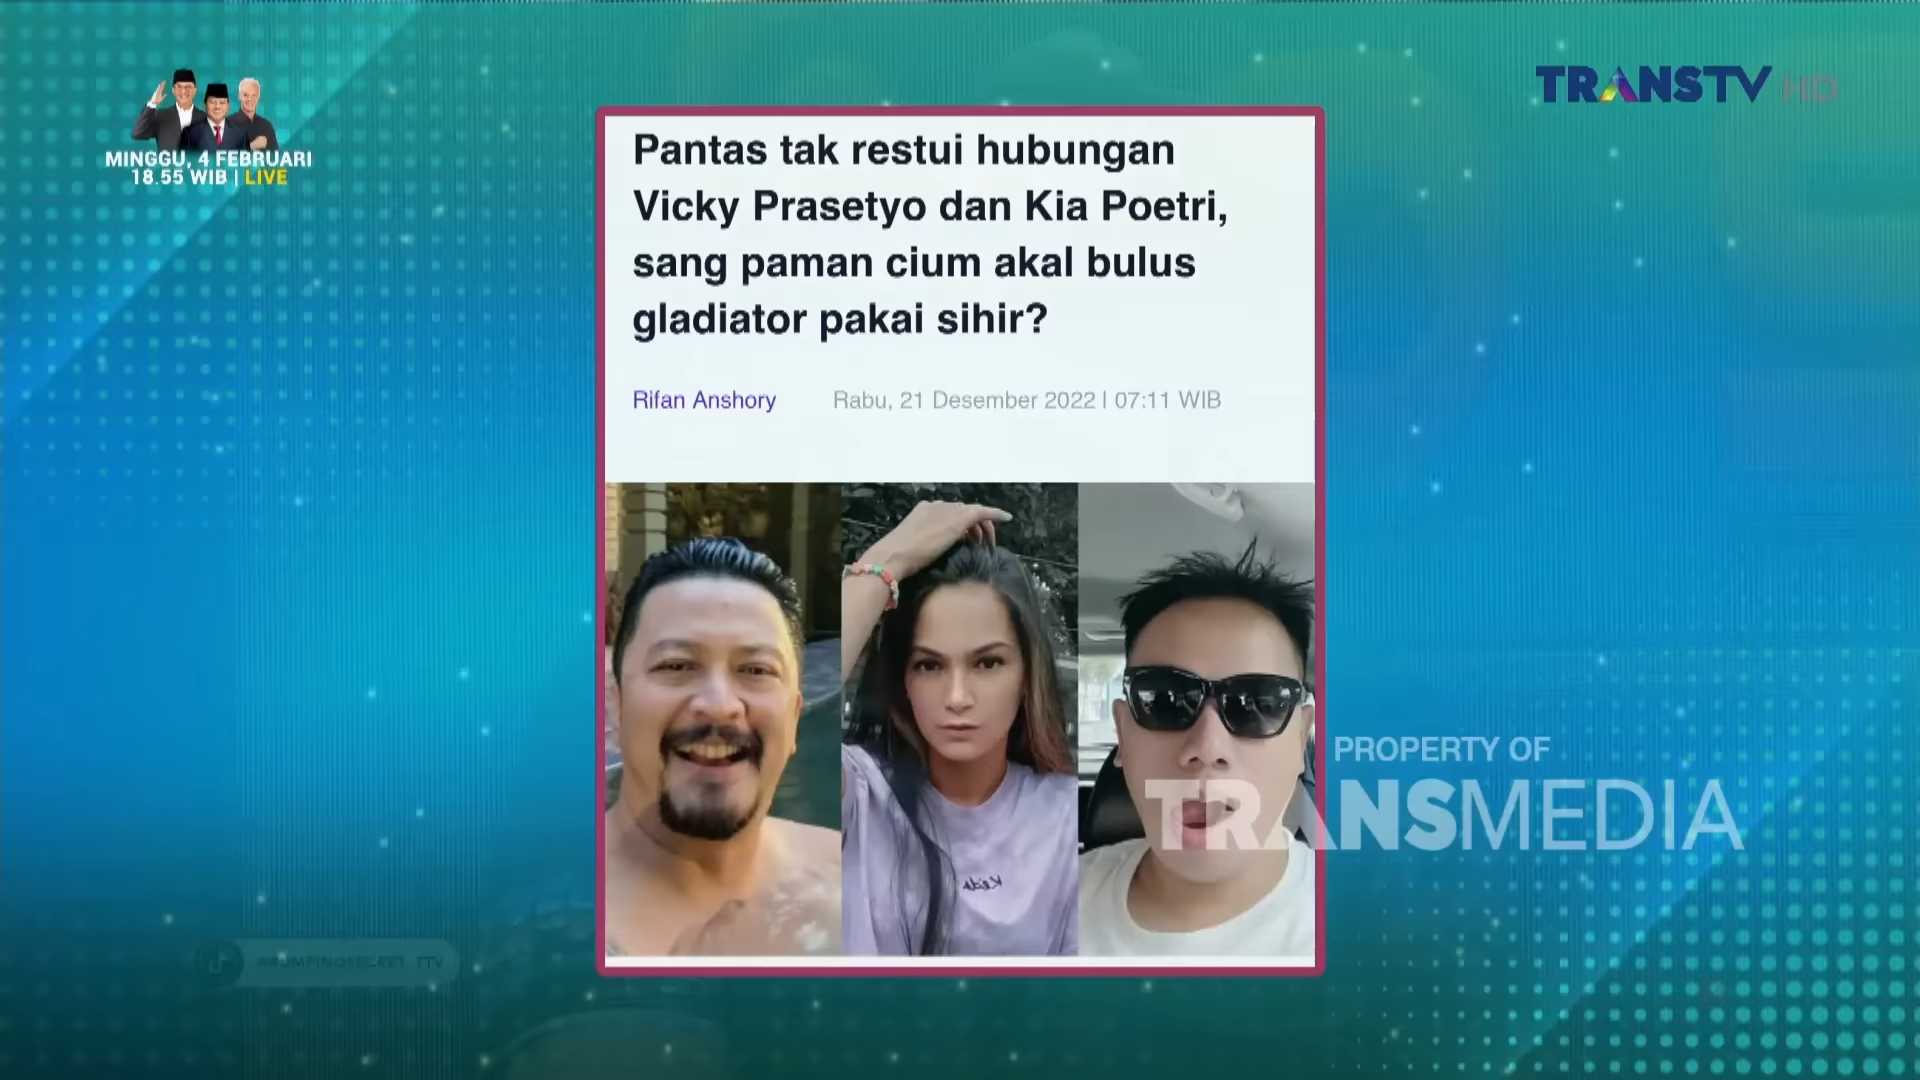 MINGGU, 4 FEBRUARI
18.55 WIB | LIVE
TRANSTV HD
Pantas tak restui hubungan
Vicky Prasetyo dan Kia Poetri,
sang paman cium akal bulus
gladiator pakai sihir?
Rifan Anshory Rabu, 21 Desember 2022 | 07:11 WIB
PROPERTY OF
TRANSMEDIA